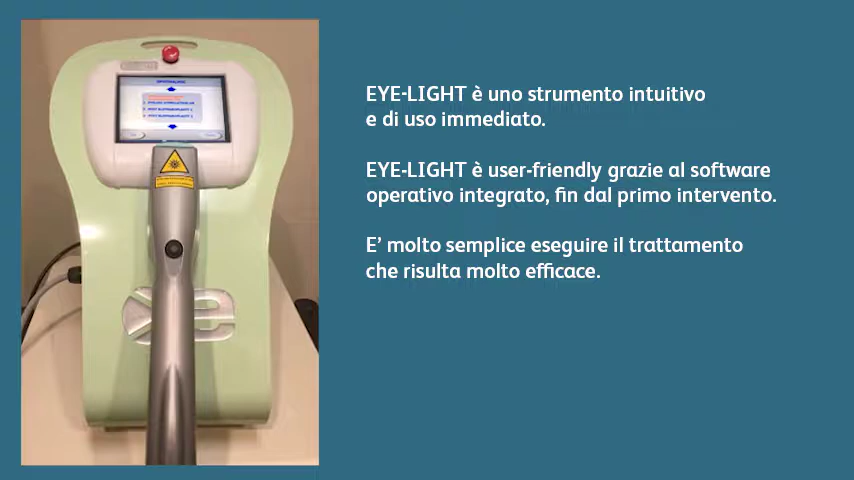 EYE-LIGHT è uno strumento intuitivo
e di uso immediato.
EYE-LIGHT è user-friendly grazie al software
operativo integrato, fin dal primo intervento.
E’ molto semplice eseguire il trattamento
che risulta molto efficace.